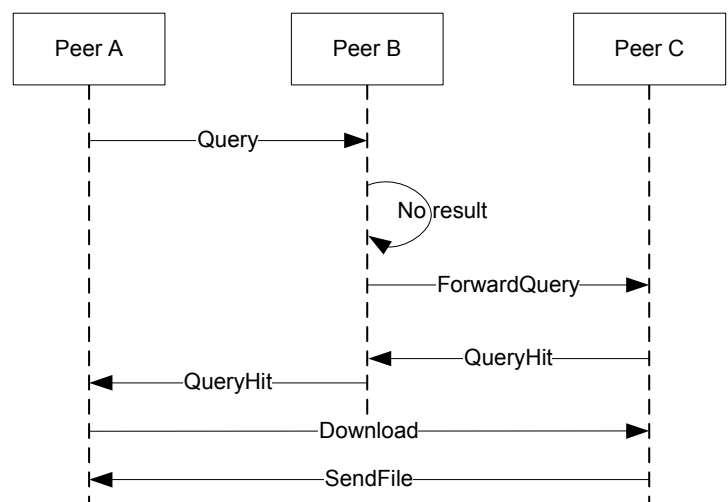 Peer A
Peer B
Peer C
Query
No result
ForwardQuery
QueryHit
QueryHit
Download
SendFile